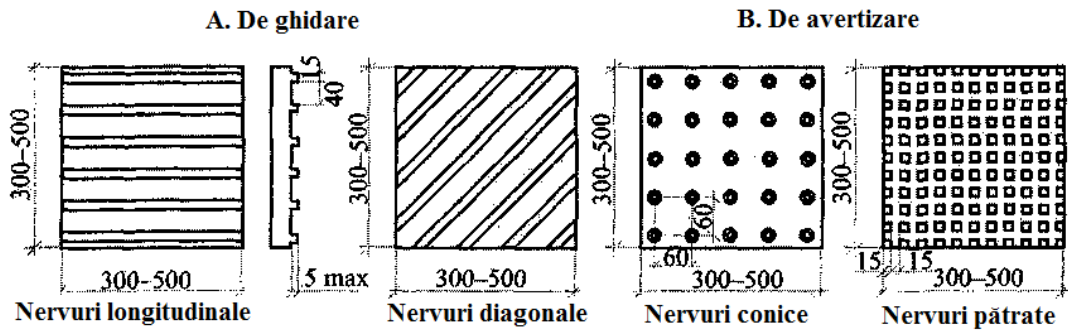 A. De ghidare
B. De avertizare
300–500
300–500
15
40
5 max
300–500
300–500
300–500
300–500
60
60
300–500
300–500
15
15
Nervuri longitudinale
Nervuri diagonale
Nervuri conice
Nervuri pătrate